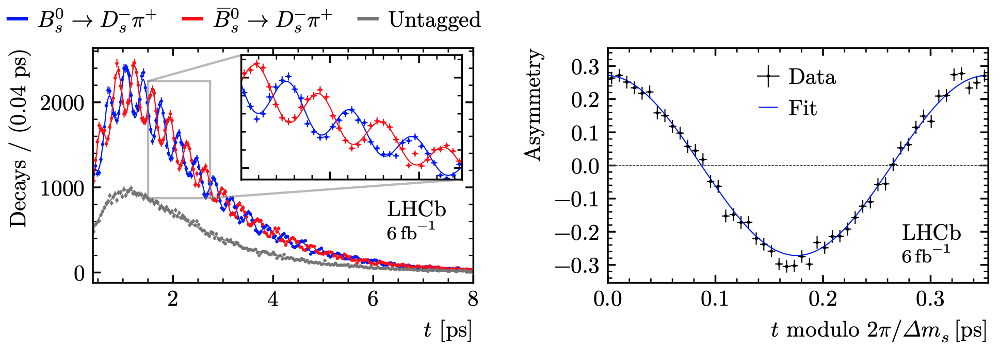 B⁰ₛ → D⁻ₛπ⁺ B̅⁰ₛ → D⁻ₛπ⁺ Untagged
Decays / (0.04 ps)
2000
1000
0
2 4 6 8
t [ps]
LHCb
6 fb⁻¹
Asymmetry
0.3
0.2
0.1
0.0
−0.1
−0.2
−0.3
0.0 0.1 0.2 0.3
t modulo 2π/Δmₛ [ps]
Data
Fit
LHCb
6 fb⁻¹